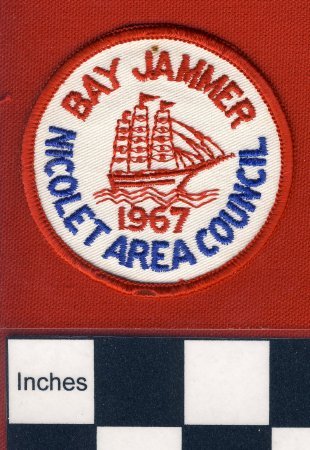 BAY JAMMER
1967
NICOLET AREA COUNCIL
Inches